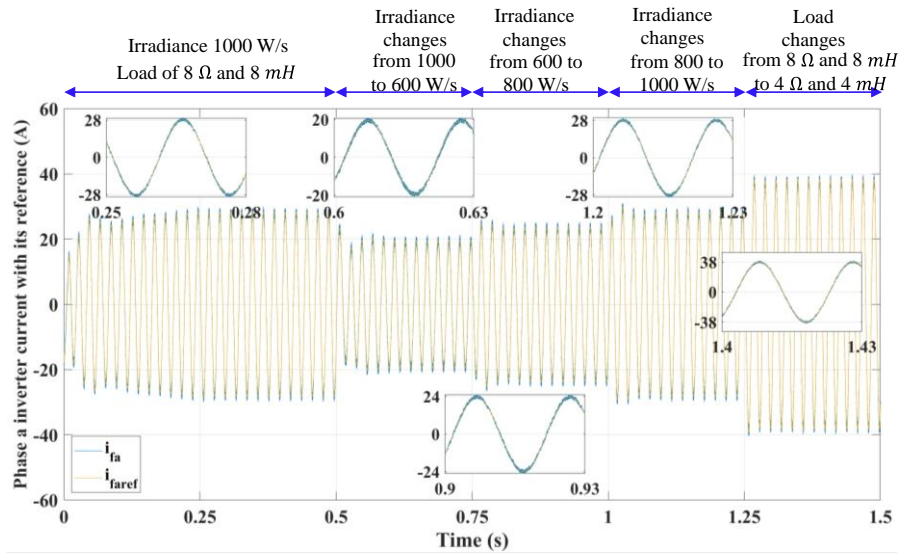 Irradiance 1000 W/s
Load of 8 Ω and 8 mH
Irradiance
changes
from 1000
to 600 W/s
Irradiance
changes
from 600 to
800 W/s
Irradiance
changes
from 800 to
1000 W/s
Load
changes
from 8 Ω and 8 mH
to 4 Ω and 4 mH
Phase a inverter current with its reference (A)
60
40
20
0
-20
-40
-60
28
0
-28
0.25
0.28
20
0
-20
0.6
0.63
28
0
-28
1.2
1.23
38
0
-38
1.4
1.43
24
0
-24
0.9
0.93
i_fa
i_faref
0
0.25
0.5
0.75
1
1.25
1.5
Time (s)